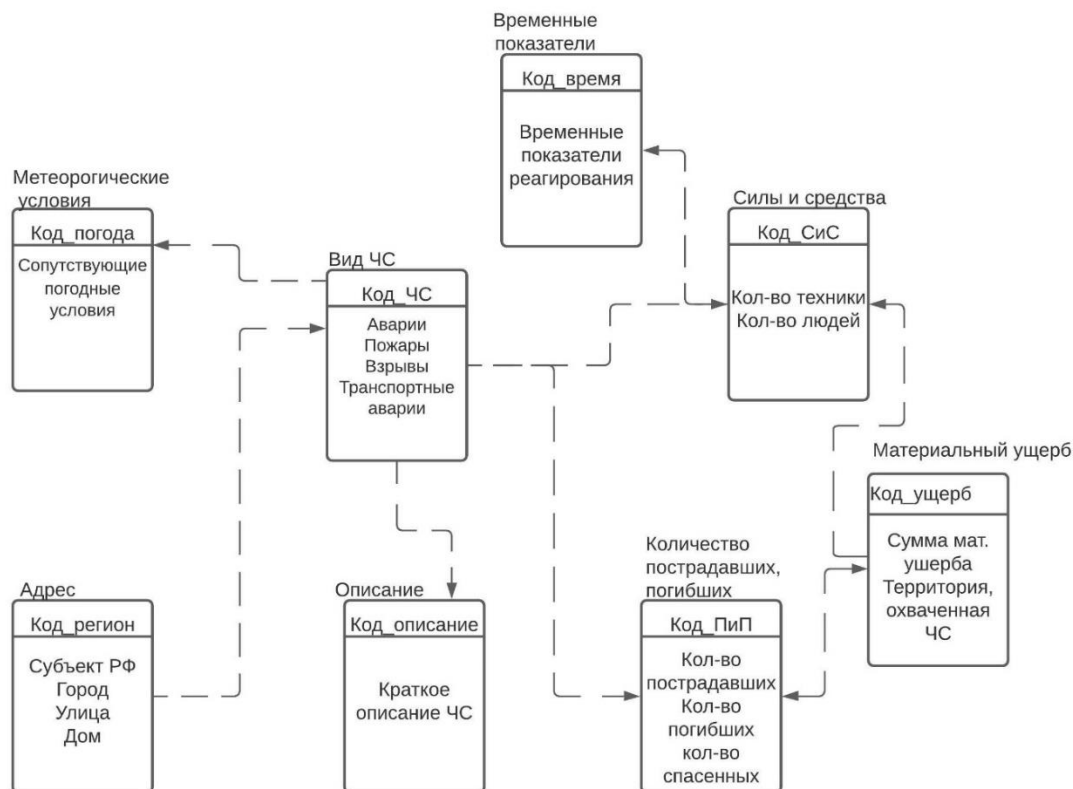 Временные
показатели
Код_время
Временные
показатели
реагирования
Метеорогические
условия
Код_погода
Сопутствующие
погодные
условия
Вид ЧС
Код_ЧС
Аварии
Пожары
Взрывы
Транспортные
аварии
Силы и средства
Код_СиС
Кол-во техники
Кол-во людей
Материальный ущерб
Код_ущерб
Сумма мат.
ушерба
Территория,
охваченная
ЧС
Адрес
Код_регион
Субъект РФ
Город
Улица
Дом
Описание
Код_описание
Краткое
описание ЧС
Количество
пострадавших,
погибших
Код_ПиП
Кол-во
пострадавших
Кол-во
погибших
кол-во
спасенных